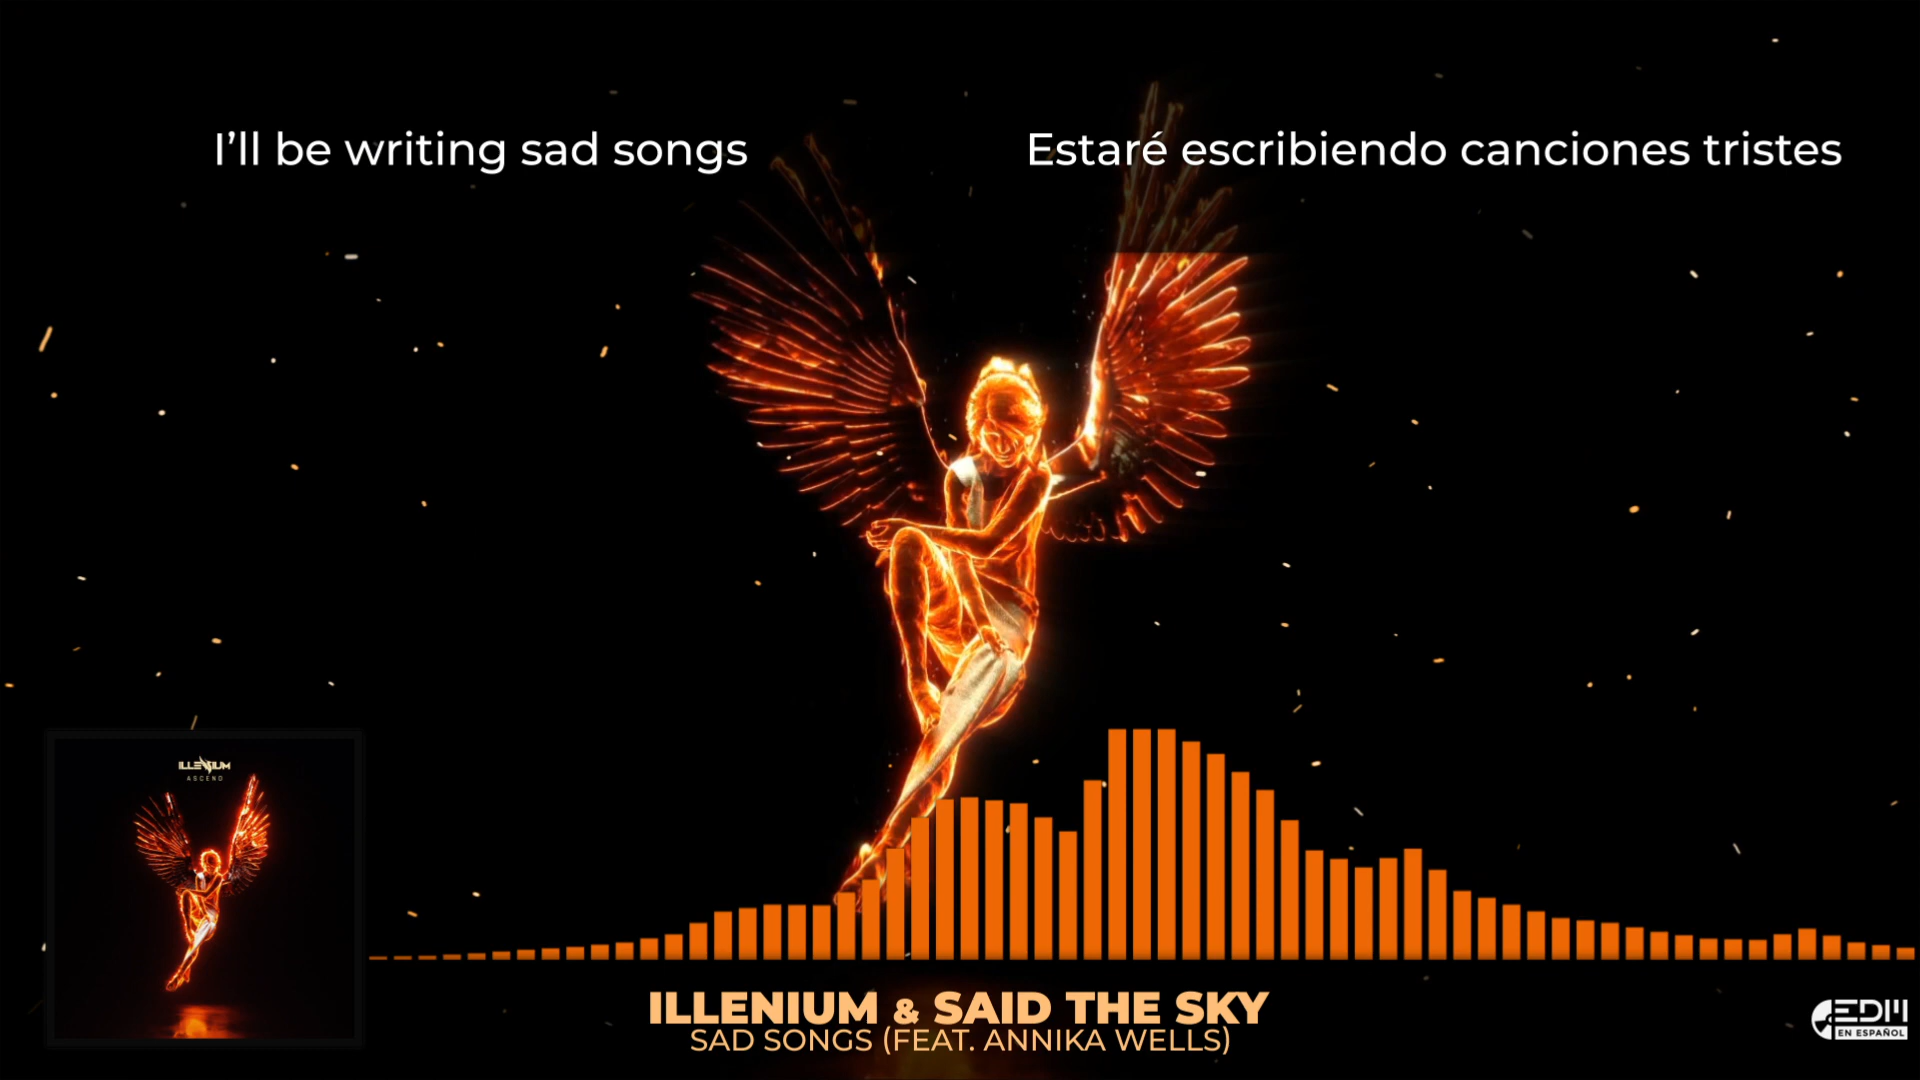 I’ll be writing sad songs
Estaré escribiendo canciones tristes
ILLENIUM
ASCEND
ILLENIUM & SAID THE SKY
SAD SONGS (FEAT. ANNIKA WELLS)
EDM
EN ESPAÑOL